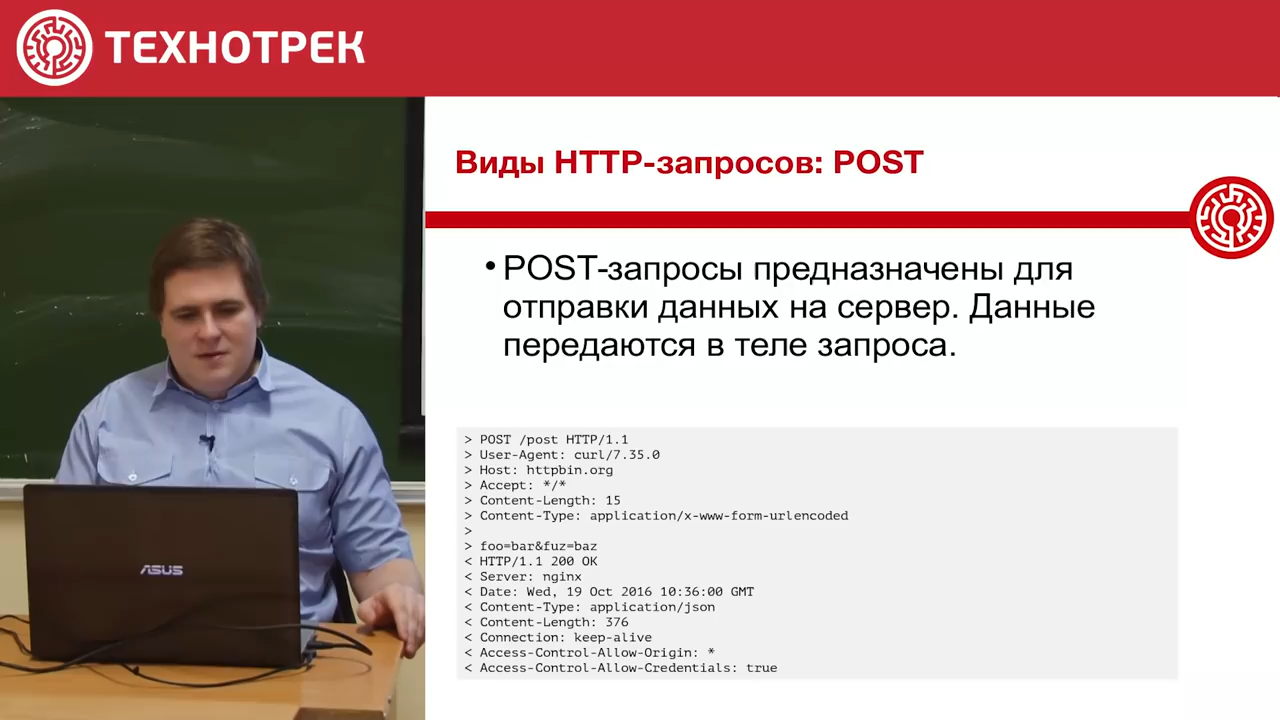 ТЕХНОТРЕК
Виды HTTP-запросов: POST
•POST-запросы предназначены для
отправки данных на сервер. Данные
передаются в теле запроса.
> POST /post HTTP/1.1
> User-Agent: curl/7.35.0
> Host: httpbin.org
> Accept: */*
> Content-Length: 15
> Content-Type: application/x-www-form-urlencoded
>
> foo=bar&fuz=baz
< HTTP/1.1 200 OK
< Server: nginx
< Date: Wed, 19 Oct 2016 10:36:00 GMT
< Content-Type: application/json
< Content-Length: 376
< Connection: keep-alive
< Access-Control-Allow-Origin: *
< Access-Control-Allow-Credentials: true
ASUS